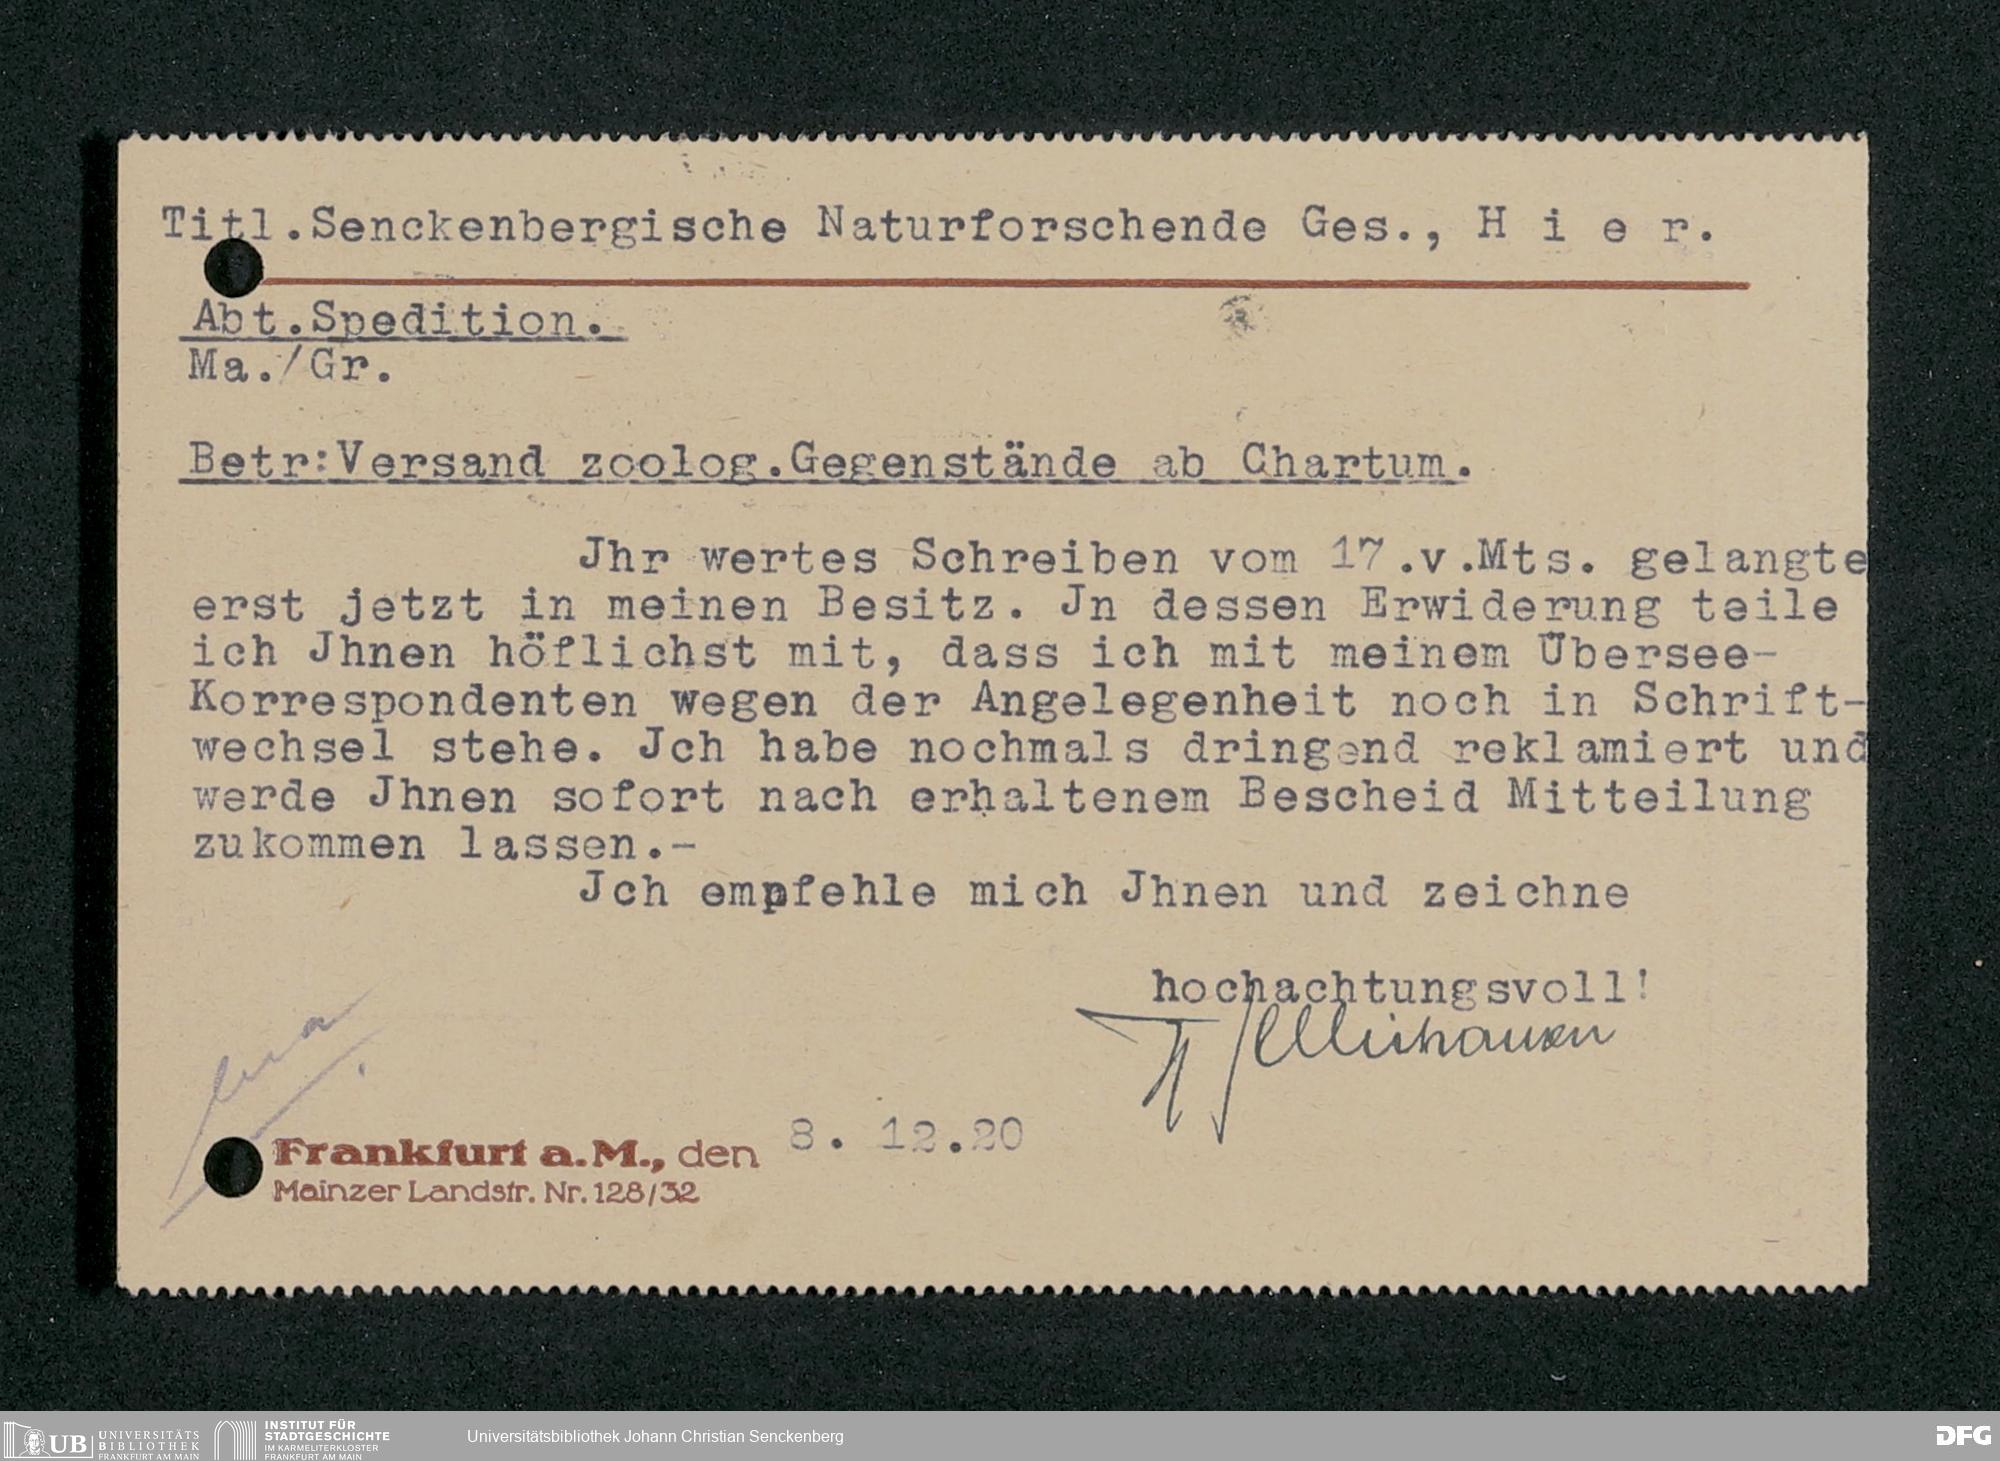 Titl.Senckenbergische Naturforschende Ges., H i e r.
Abt.Spedition.
Ma./Gr.
Betr:Versand zoolog.Gegenstände ab Chartum.
Jhr wertes Schreiben vom 17.v.Mts. gelangte
erst jetzt in meinen Besitz. Jn dessen Erwiderung teile
ich Jhnen höflichst mit, dass ich mit meinem Übersee-
Korrespondenten wegen der Angelegenheit noch in Schrift-
wechsel stehe. Jch habe nochmals dringend reklamiert und
werde Jhnen sofort nach erhaltenem Bescheid Mitteilung
zukommen lassen.-
Jch empfehle mich Jhnen und zeichne
hochachtungsvoll!
Frankfurt a.M., den 8. 12.20
Mainzer Landstr. Nr. 128/32
UB UNIVERSITÄTS
BIBLIOTHEK
FRANKFURT AM MAIN
INSTITUT FÜR
STADTGESCHICHTE
IM KARMELITERKLOSTER
FRANKFURT AM MAIN
Universitätsbibliothek Johann Christian Senckenberg
DFG